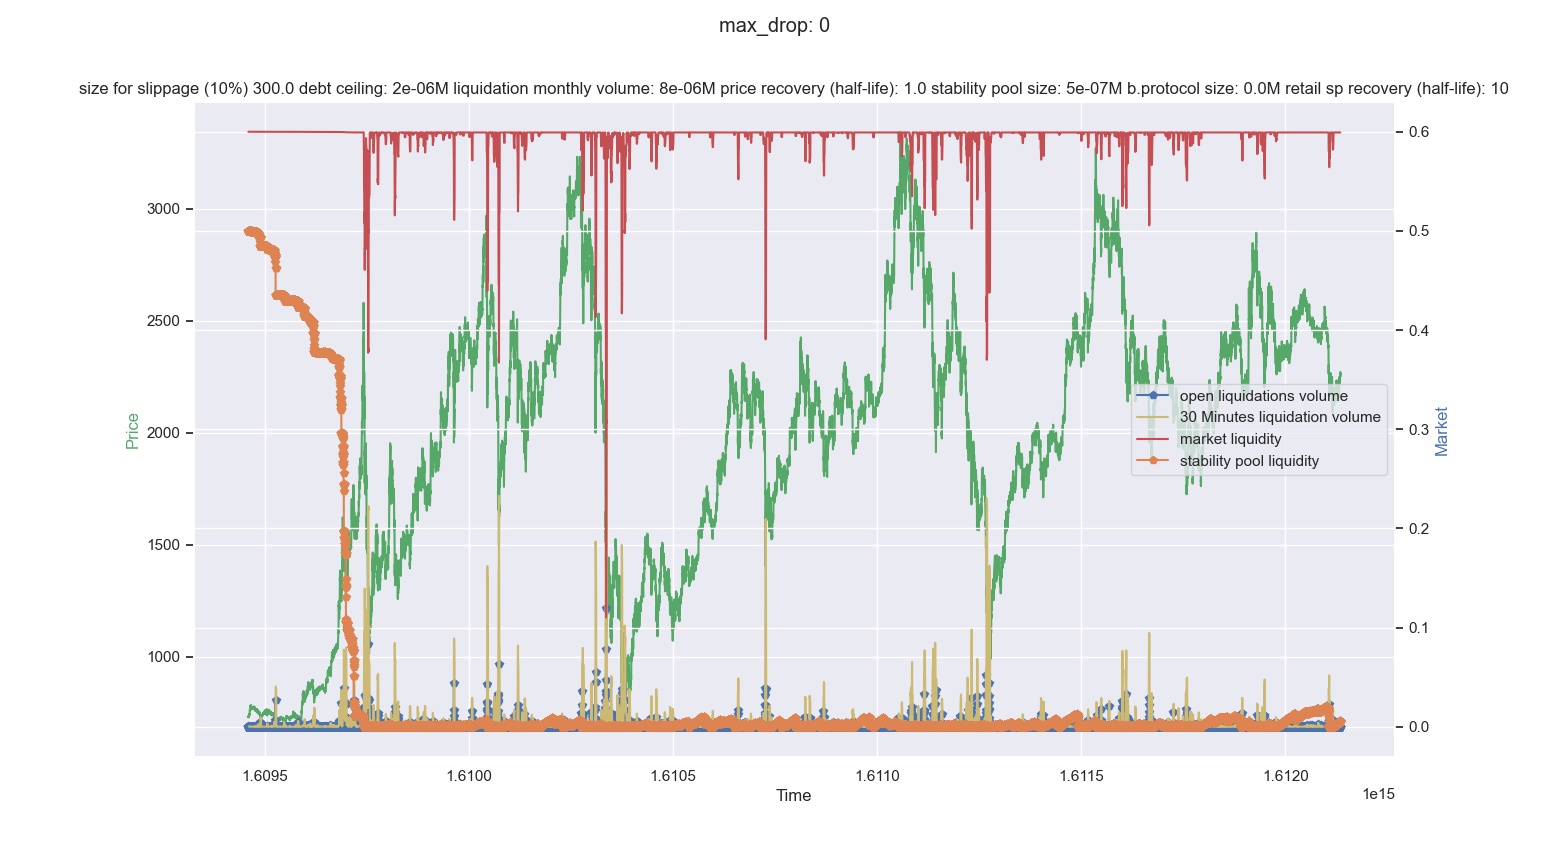 max_drop: 0
size for slippage (10%) 300.0 debt ceiling: 2e-06M liquidation monthly volume: 8e-06M price recovery (half-life): 1.0 stability pool size: 5e-07M b.protocol size: 0.0M retail sp recovery (half-life): 10
3000
2500
2000
1500
1000
Price
0.6
0.5
0.4
0.3
0.2
0.1
0.0
Market
open liquidations volume
30 Minutes liquidation volume
market liquidity
stability pool liquidity
1.6095 1.6100 1.6105 1.6110 1.6115 1.6120
Time
1e15